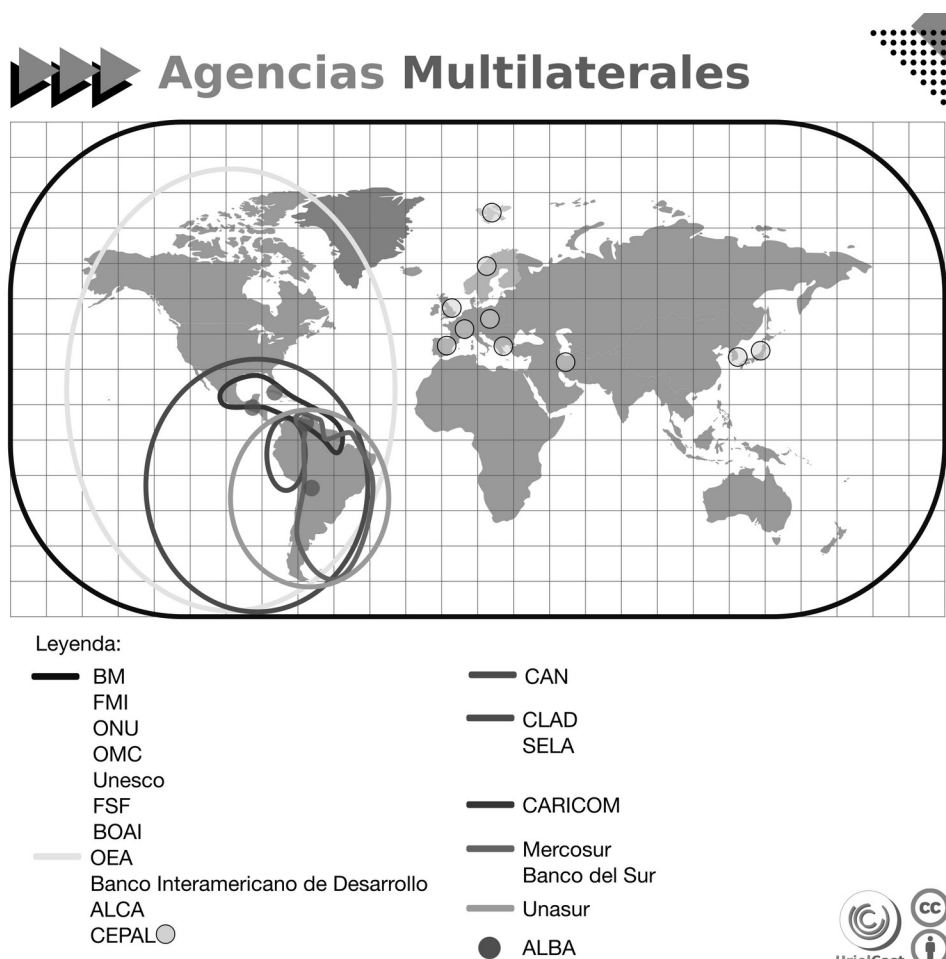 Agencias Multilaterales
Leyenda:
BM
FMI
ONU
OMC
Unesco
FSF
BOAI
OEA
Banco Interamericano de Desarrollo
ALCA
CEPAL
CAN
CLAD
SELA
CARICOM
Mercosur
Banco del Sur
Unasur
ALBA
cc